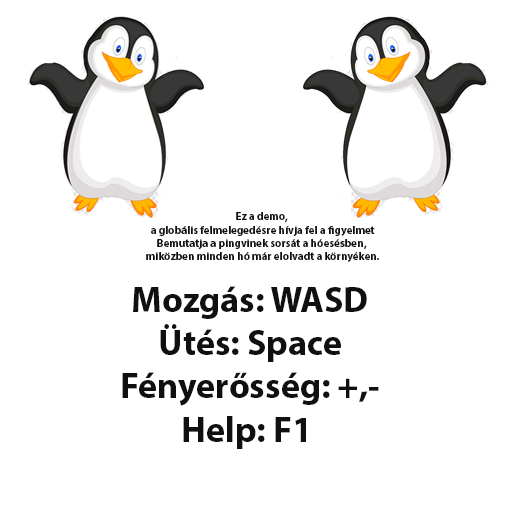 Ez a demo,
a globális felmelegedésre hívja fel a figyelmet
Bemutatja a pingvinek sorsát a hóesésben,
miközben minden hó már elolvadt a környéken.
Mozgás: WASD
Ütés: Space
Fényerősség: +,-
Help: F1